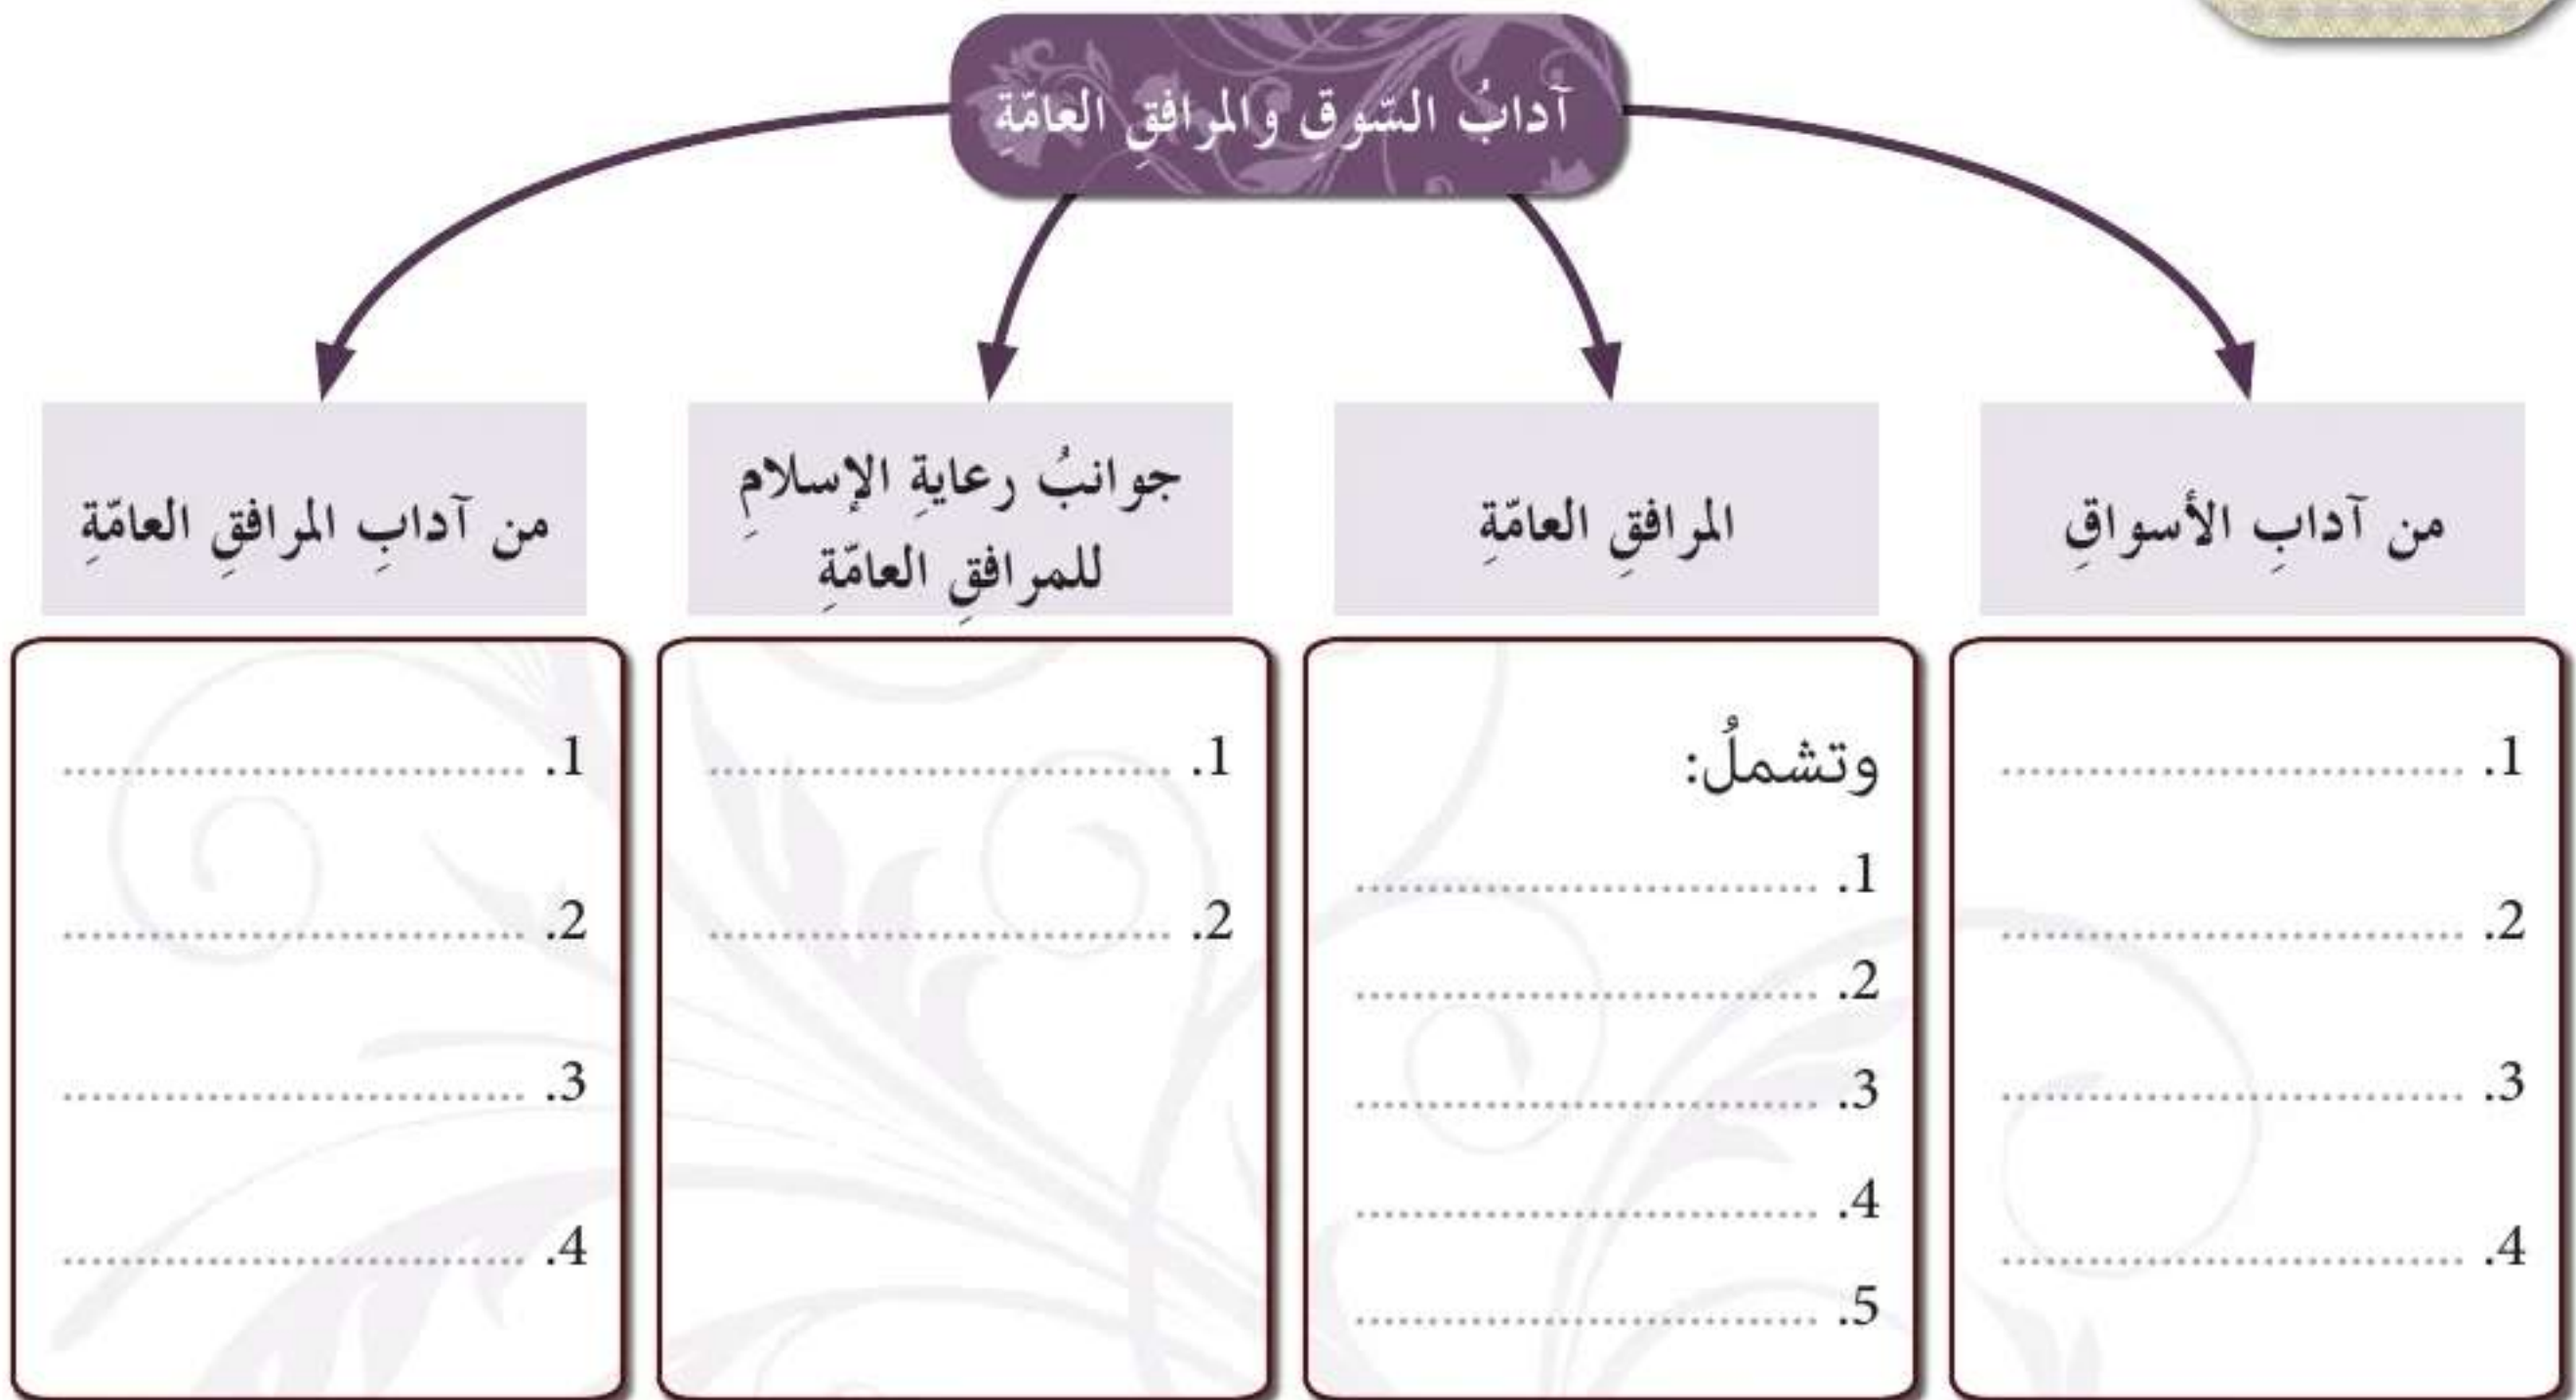 آدابُ السّوقِ والمرافقِ العامّةِ
من آدابِ الأسواقِ
1. ........................................
2. ........................................
3. ........................................
4. ........................................
المرافقِ العامّةِ
وتشملُ:
1. ........................................
2. ........................................
3. ........................................
4. ........................................
5. ........................................
جوانبُ رعايةِ الإسلامِ
للمرافقِ العامّةِ
1. ........................................
2. ........................................
من آدابِ المرافقِ العامّةِ
1. ........................................
2. ........................................
3. ........................................
4. ........................................